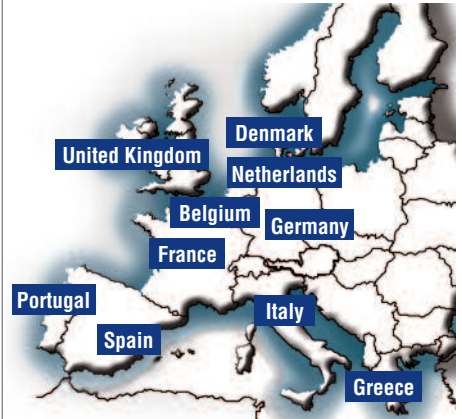 Denmark
United Kingdom
Netherlands
Belgium
Germany
France
Portugal
Italy
Spain
Greece